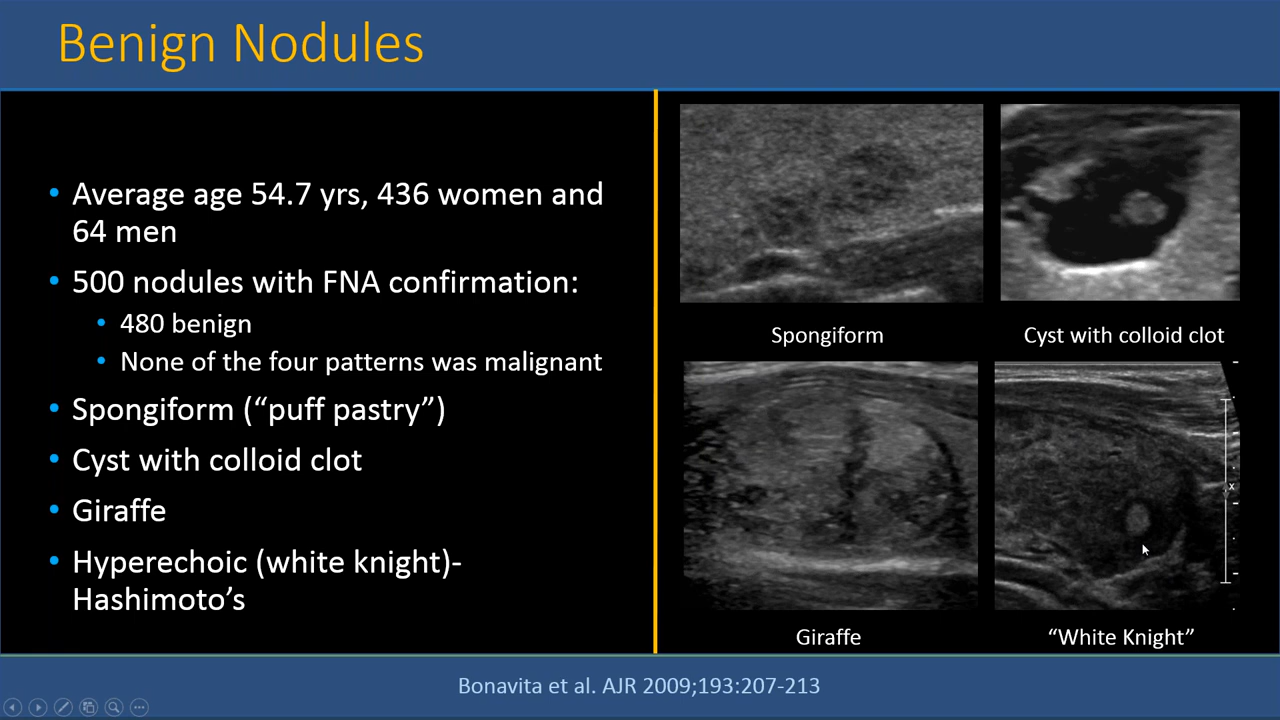 Benign Nodules
Average age 54.7 yrs, 436 women and
64 men
500 nodules with FNA confirmation:
480 benign
None of the four patterns was malignant
Spongiform (“puff pastry”)
Cyst with colloid clot
Giraffe
Hyperechoic (white knight)-
Hashimoto’s
Spongiform
Cyst with colloid clot
x
Giraffe
“White Knight”
Bonavita et al. AJR 2009;193:207-213